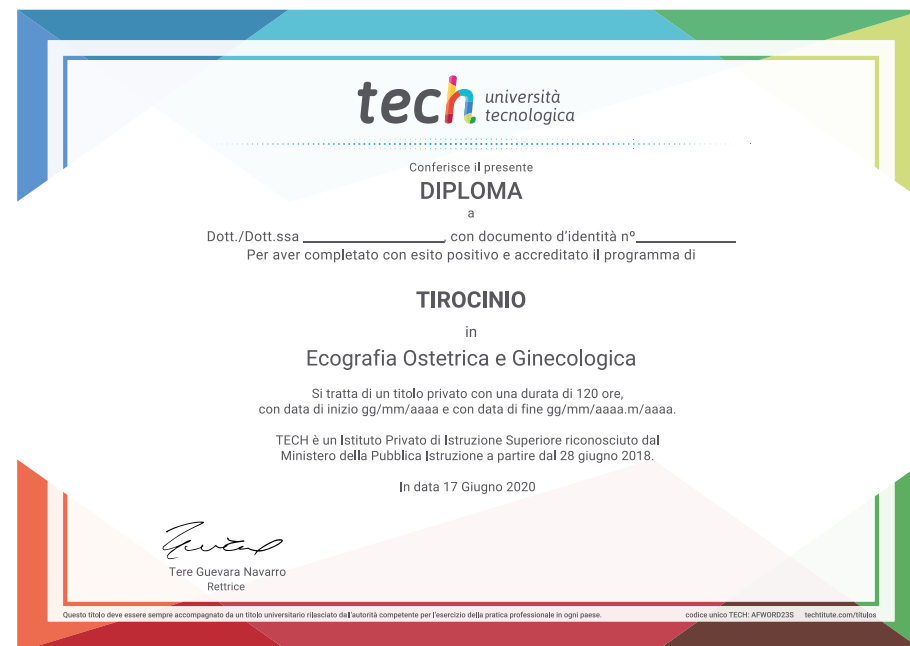 tech università
tecnologica
Conferisce il presente
DIPLOMA
a
Dott./Dott.ssa ____________________, con documento d'identità nº______________
Per aver completato con esito positivo e accreditato il programma di
TIROCINIO
in
Ecografia Ostetrica e Ginecologica
Si tratta di un titolo privato con una durata di 120 ore,
con data di inizio gg/mm/aaaa e con data di fine gg/mm/aaaa.m/aaaa.
TECH è un Istituto Privato di Istruzione Superiore riconosciuto dal
Ministero della Pubblica Istruzione a partire dal 28 giugno 2018.
In data 17 Giugno 2020
Tere Guevara Navarro
Rettrice
Questo titolo deve essere sempre accompagnato da un titolo universitario rilasciato dall'autorità competente per l'esercizio della pratica professionale in ogni paese. codice unico TECH: AFWORD23S techtitute.com/titulos